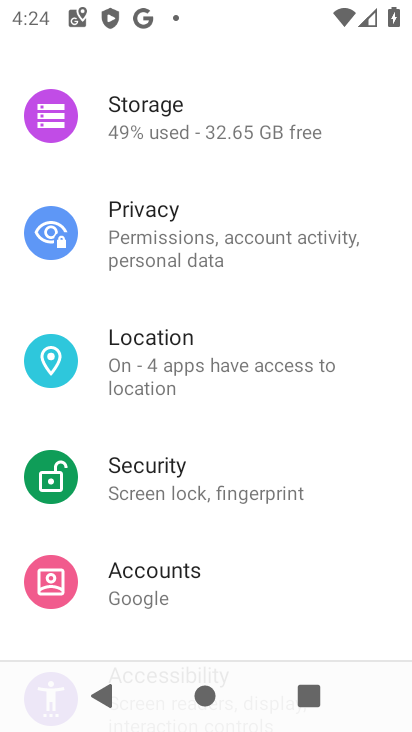 4:24
Storage
49% used - 32.65 GB free
Privacy
Permissions, account activity,
personal data
Location
On - 4 apps have access to
location
Security
Screen lock, fingerprint
Accounts
Google
Accessibility
Screen readers, display,
interaction controls